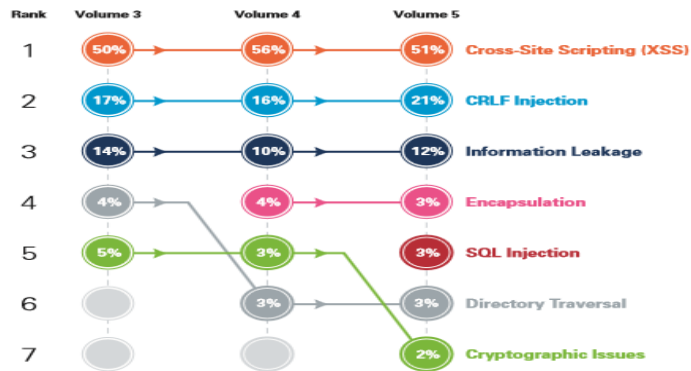 Rank Volume 3 Volume 4 Volume 5
1 50% 56% 51% Cross-Site Scripting (XSS)
2 17% 16% 21% CRLF Injection
3 14% 10% 12% Information Leakage
4 4% 4% 3% Encapsulation
5 5% 3% 3% SQL Injection
6 3% 3% Directory Traversal
7 2% Cryptographic Issues